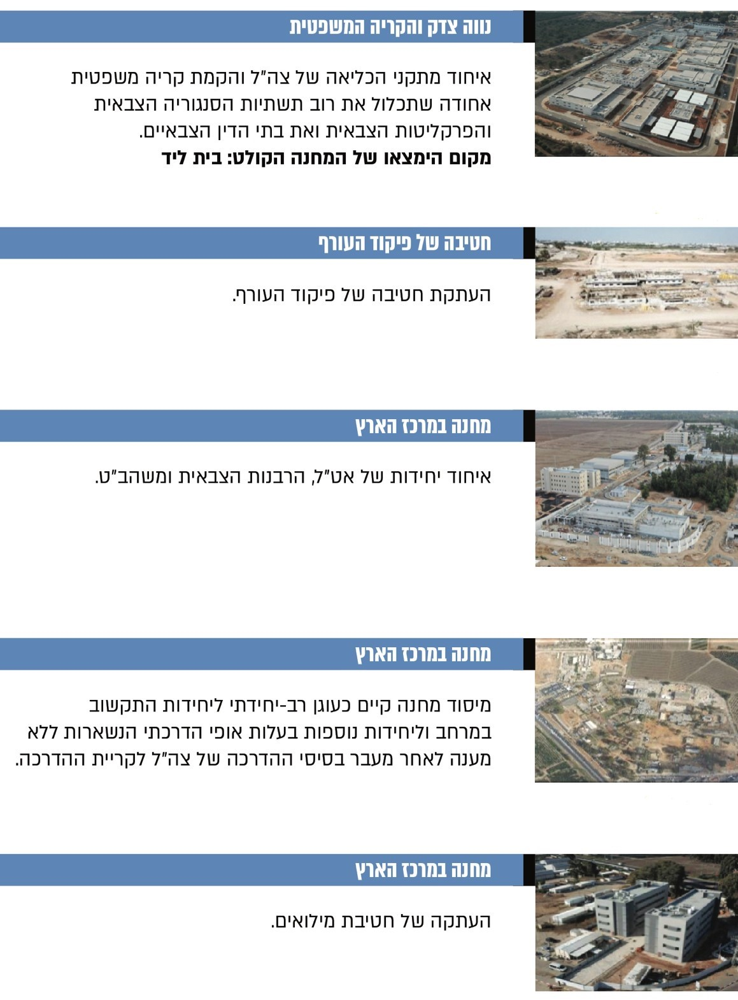 נווה צדק והקריה המשפטית
איחוד מתקני הכליאה של צה"ל והקמת קריה משפטית
אחודה שתכלול את רוב תשתיות הסנגוריה הצבאית
והפרקליטות הצבאית ואת בתי הדין הצבאיים.
מקום הימצאו של המחנה הקולט: בית ליד
חטיבה של פיקוד העורף
העתקת חטיבה של פיקוד העורף.
מחנה במרכז הארץ
איחוד יחידות של אט"ל, הרבנות הצבאית ומשהב"ט.
מחנה במרכז הארץ
מיסוד מחנה קיים כעוגן רב-יחידתי ליחידות התקשוב
במרחב וליחידות נוספות בעלות אופי הדרכתי הנשארות ללא
מענה לאחר מעבר בסיסי ההדרכה של צה"ל לקריית ההדרכה.
מחנה במרכז הארץ
העתקה של חטיבת מילואים.